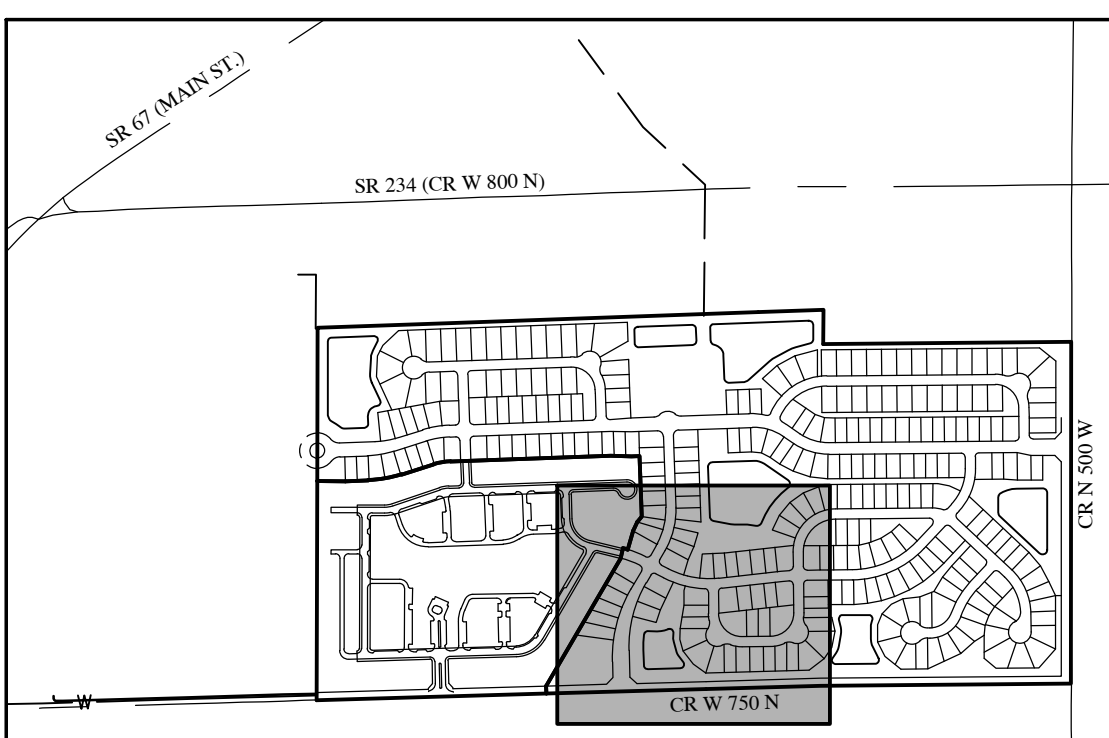 SR 67 (MAIN ST.)
SR 234 (CR W 800 N)
CR N 500 W
CR W 750 N
W